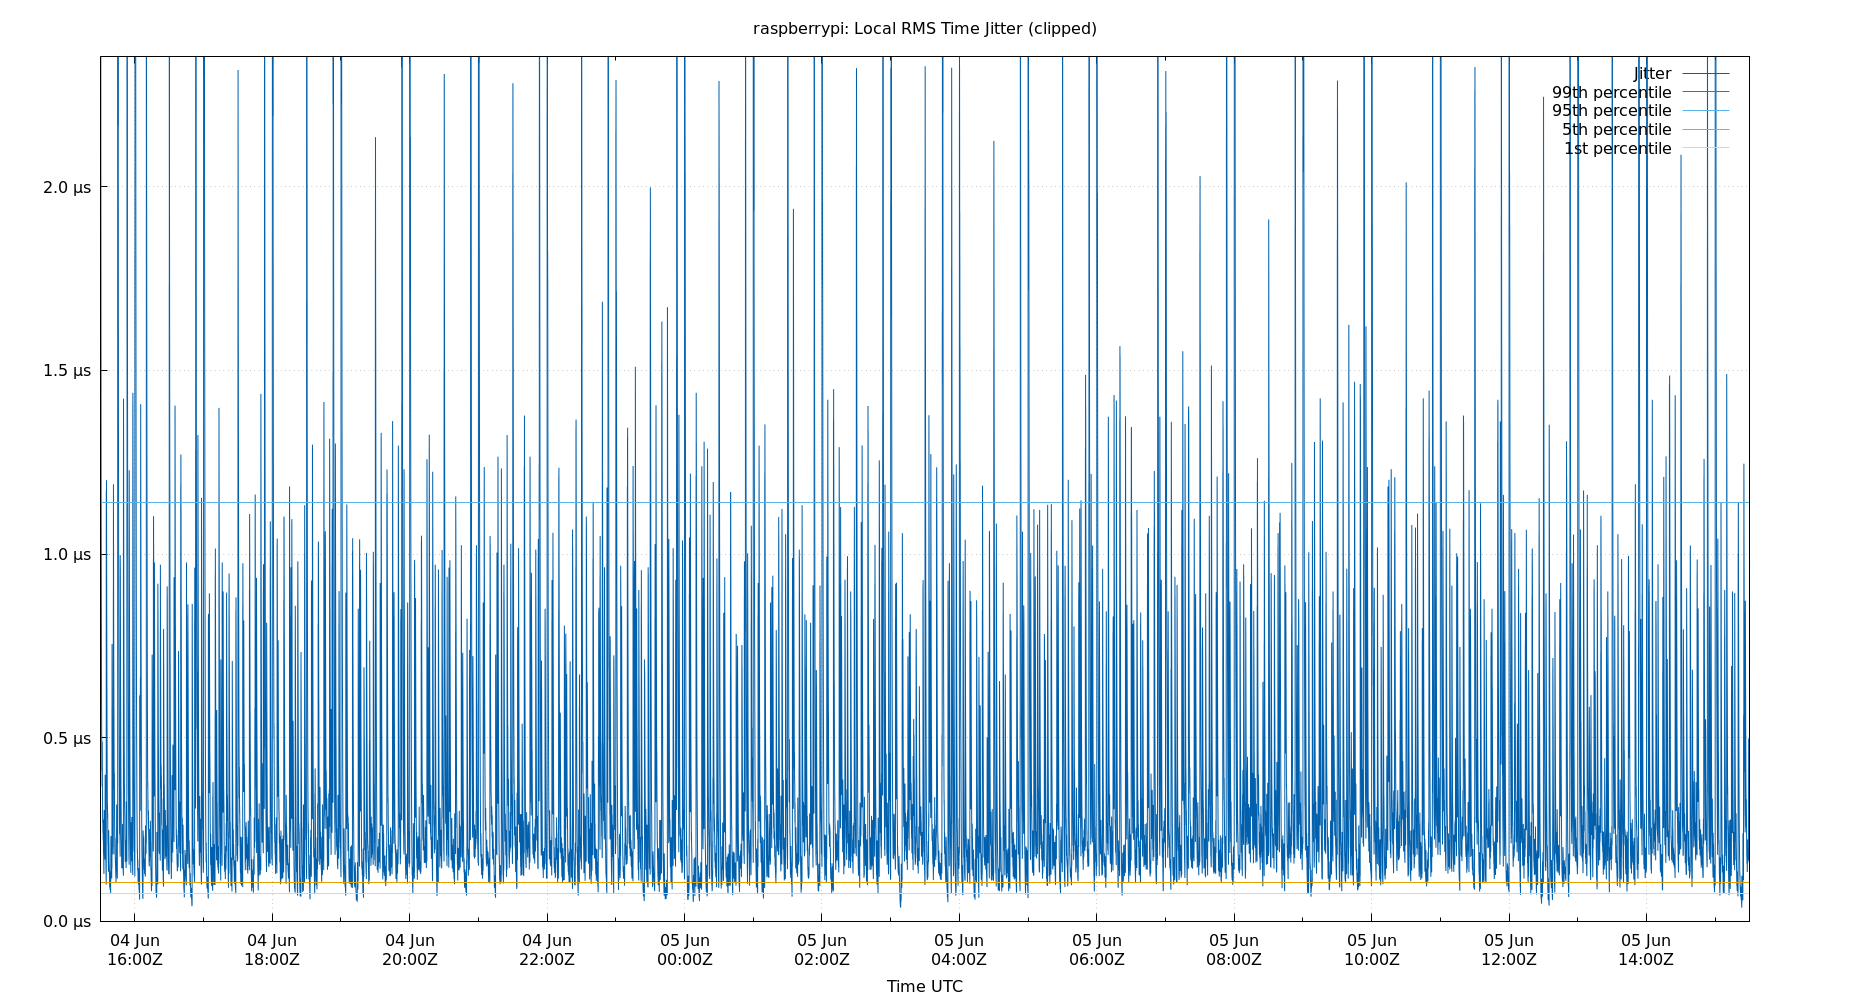 raspberrypi: Local RMS Time Jitter (clipped)
Jitter
99th percentile
95th percentile
5th percentile
1st percentile
2.0 μs
1.5 μs
1.0 μs
0.5 μs
0.0 μs
04 Jun 04 Jun 04 Jun 04 Jun 05 Jun 05 Jun 05 Jun 05 Jun 05 Jun 05 Jun 05 Jun 05 Jun
16:00Z 18:00Z 20:00Z 22:00Z 00:00Z 02:00Z 04:00Z 06:00Z 08:00Z 10:00Z 12:00Z 14:00Z
Time UTC